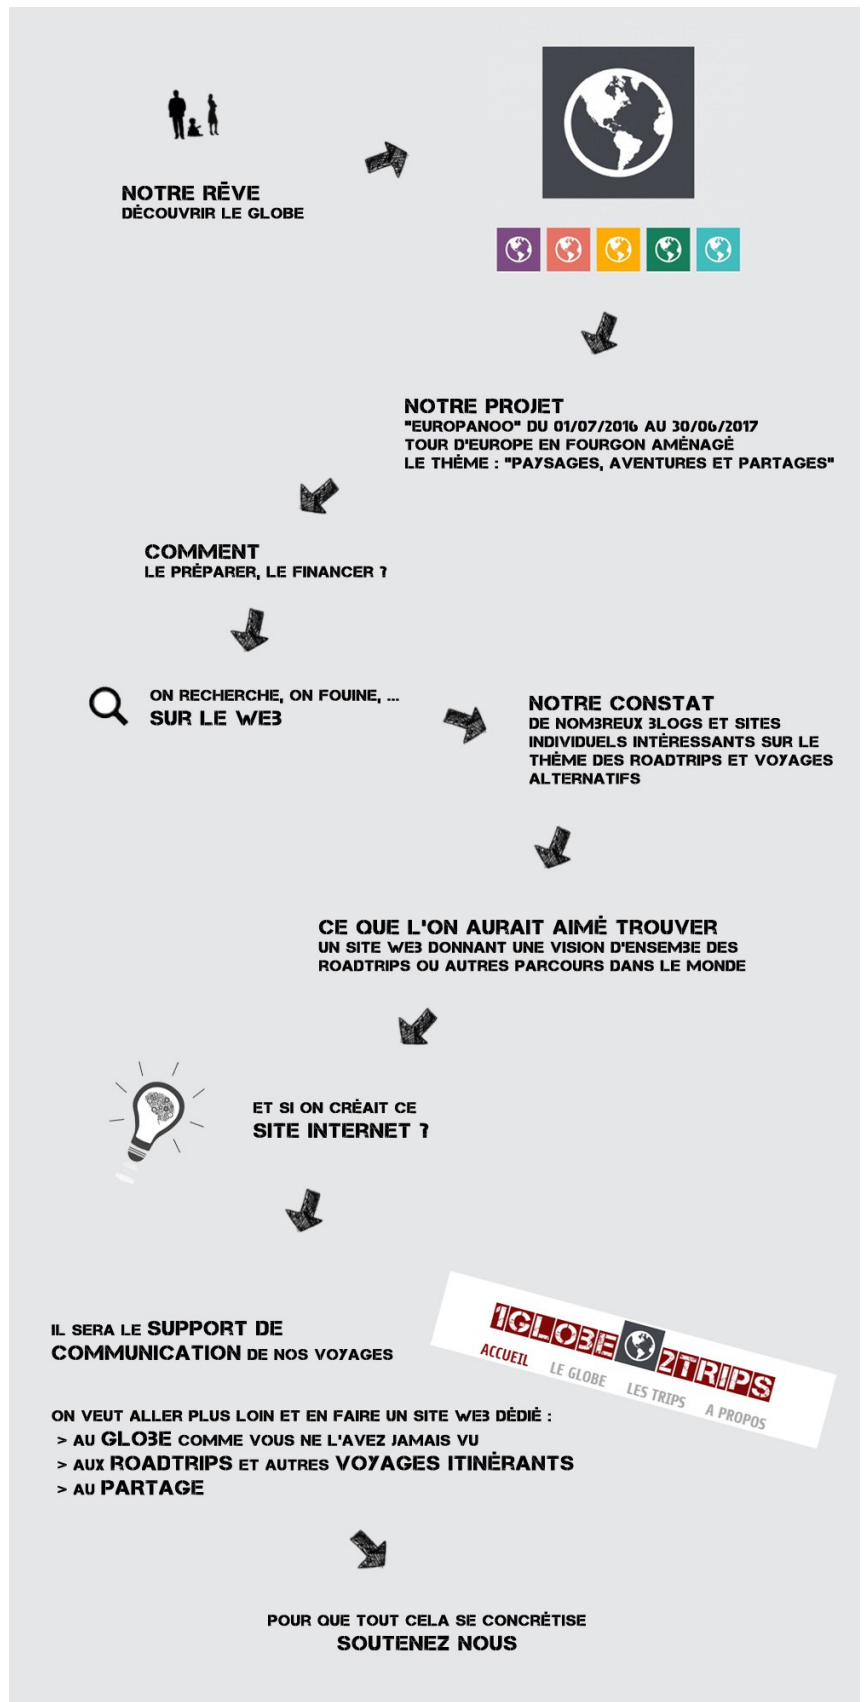 NOTRE RÊVE
DÉCOUVRIR LE GLOBE
NOTRE PROJET
"EUROPANOO" DU 01/07/2016 AU 30/06/2017
TOUR D'EUROPE EN FOURGON AMÉNAGÉ
LE THÈME : "PAYSAGES, AVENTURES ET PARTAGES"
COMMENT
LE PRÉPARER, LE FINANCER ?
ON RECHERCHE, ON FOUINE, ...
SUR LE WEB
NOTRE CONSTAT
DE NOMBREUX BLOGS ET SITES
INDIVIDUELS INTÉRESSANTS SUR LE
THÈME DES ROADTRIPS ET VOYAGES
ALTERNATIFS
CE QUE L'ON AURAIT AIMÉ TROUVER
UN SITE WEB DONNANT UNE VISION D'ENSEMBE DES
ROADTRIPS OU AUTRES PARCOURS DANS LE MONDE
ET SI ON CRÉAIT CE
SITE INTERNET ?
1GLOBE 2TRIPS
ACCUEIL LE GLOBE LES TRIPS A PROPOS
IL SERA LE SUPPORT DE
COMMUNICATION DE NOS VOYAGES
ON VEUT ALLER PLUS LOIN ET EN FAIRE UN SITE WEB DÉDIÉ :
> AU GLOBE COMME VOUS NE L'AVEZ JAMAIS VU
> AUX ROADTRIPS ET AUTRES VOYAGES ITINÉRANTS
> AU PARTAGE
POUR QUE TOUT CELA SE CONCRÉTISE
SOUTENEZ NOUS